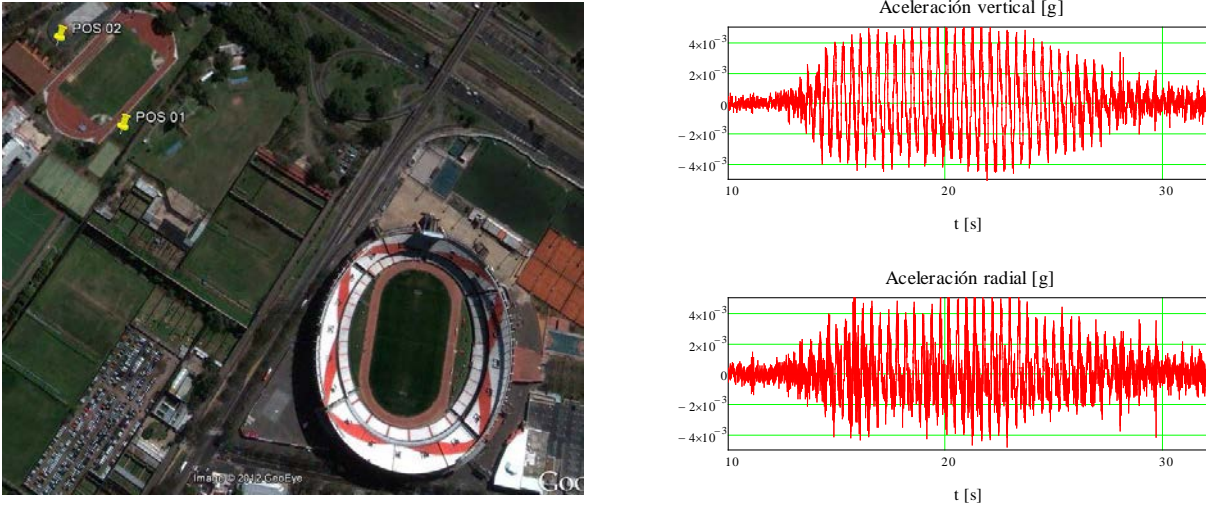 POS 02
POS 01
Image © 2012 GeoEye
Goo
Aceleración vertical [g]
4×10⁻³
2×10⁻³
0
− 2×10⁻³
− 4×10⁻³
10 20 30
t [s]
Aceleración radial [g]
4×10⁻³
2×10⁻³
0
− 2×10⁻³
− 4×10⁻³
10 20 30
t [s]